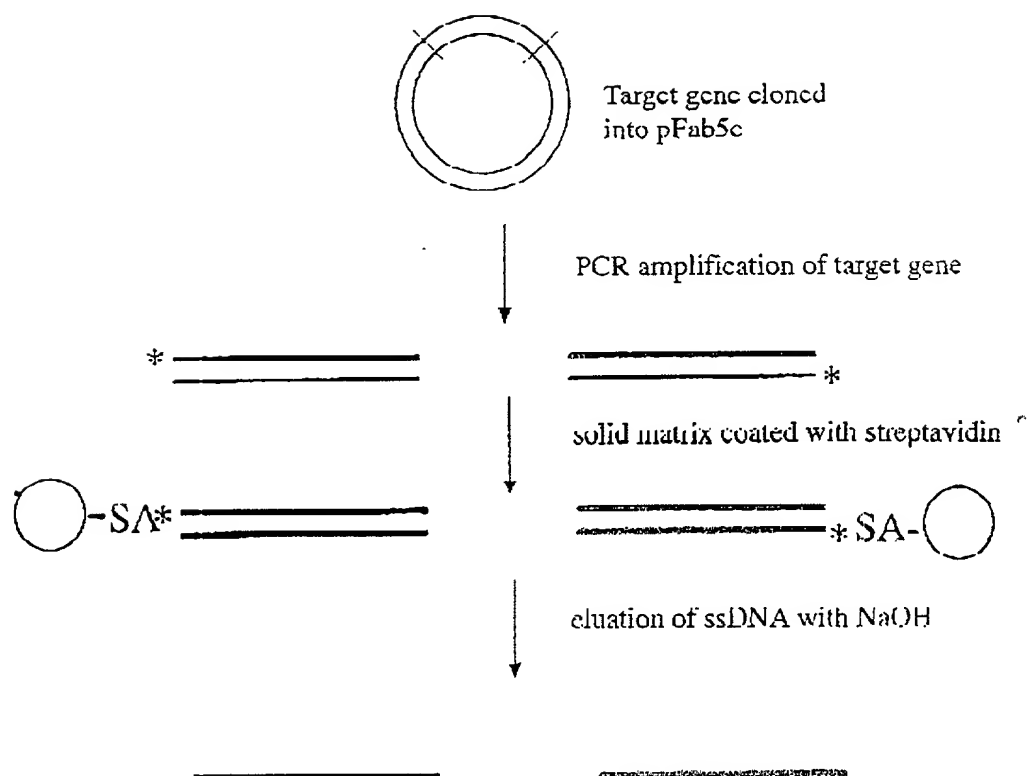 Target gene cloned
into pFab5c
PCR amplification of target gene
*
*
solid matrix coated with streptavidin
SA*
* SA
eluation of ssDNA with NaOH